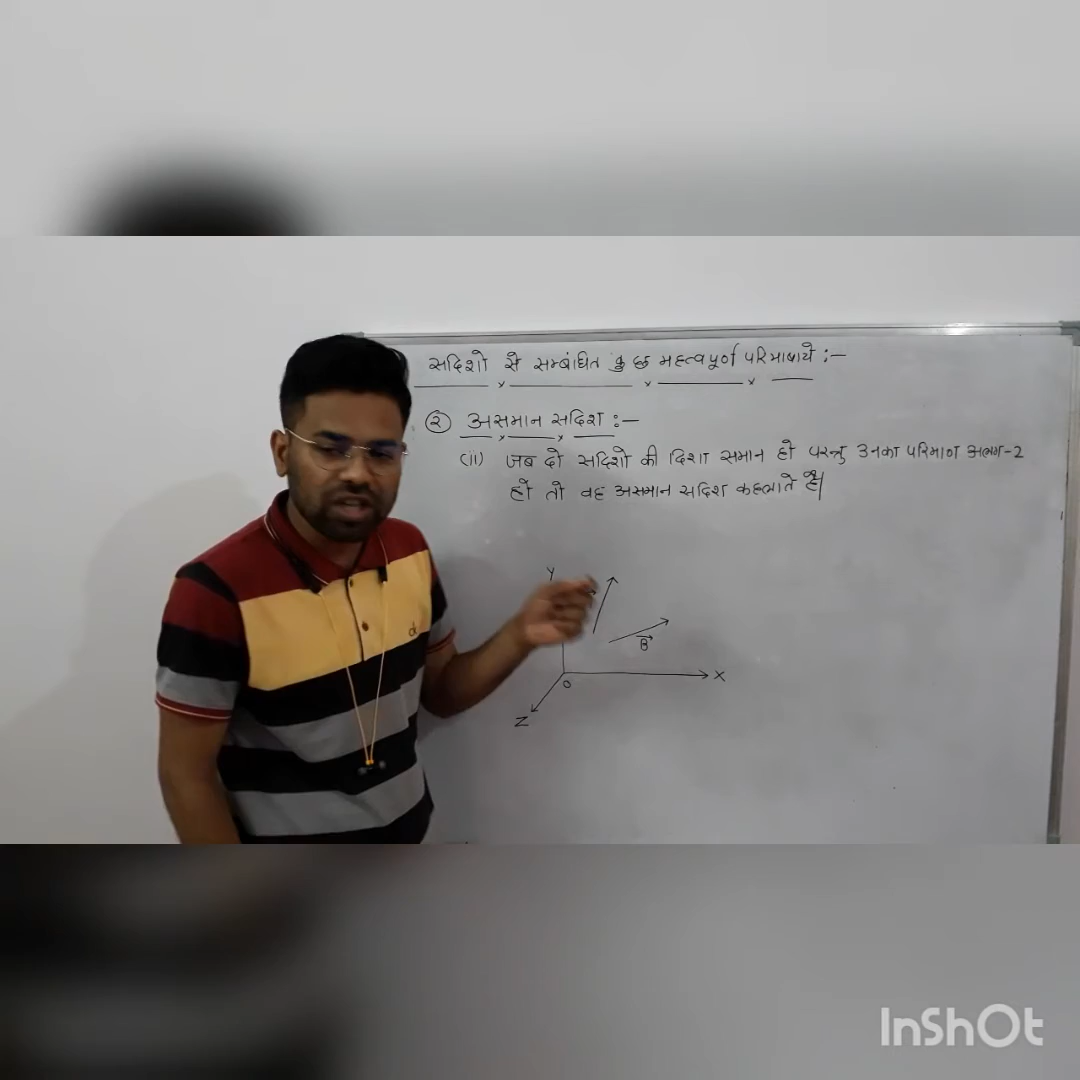 सदिशो से सम्बंधित कुछ महत्वपूर्ण परिभाषाये :-
② असमान सदिश :-
(ii) जब दो सदिशो की दिशा समान हो परन्तु उनका परिमाण अलग-2
हो तो वह असमान सदिश कहलाते है|
Y
B
X
O
Z
d
InShOt